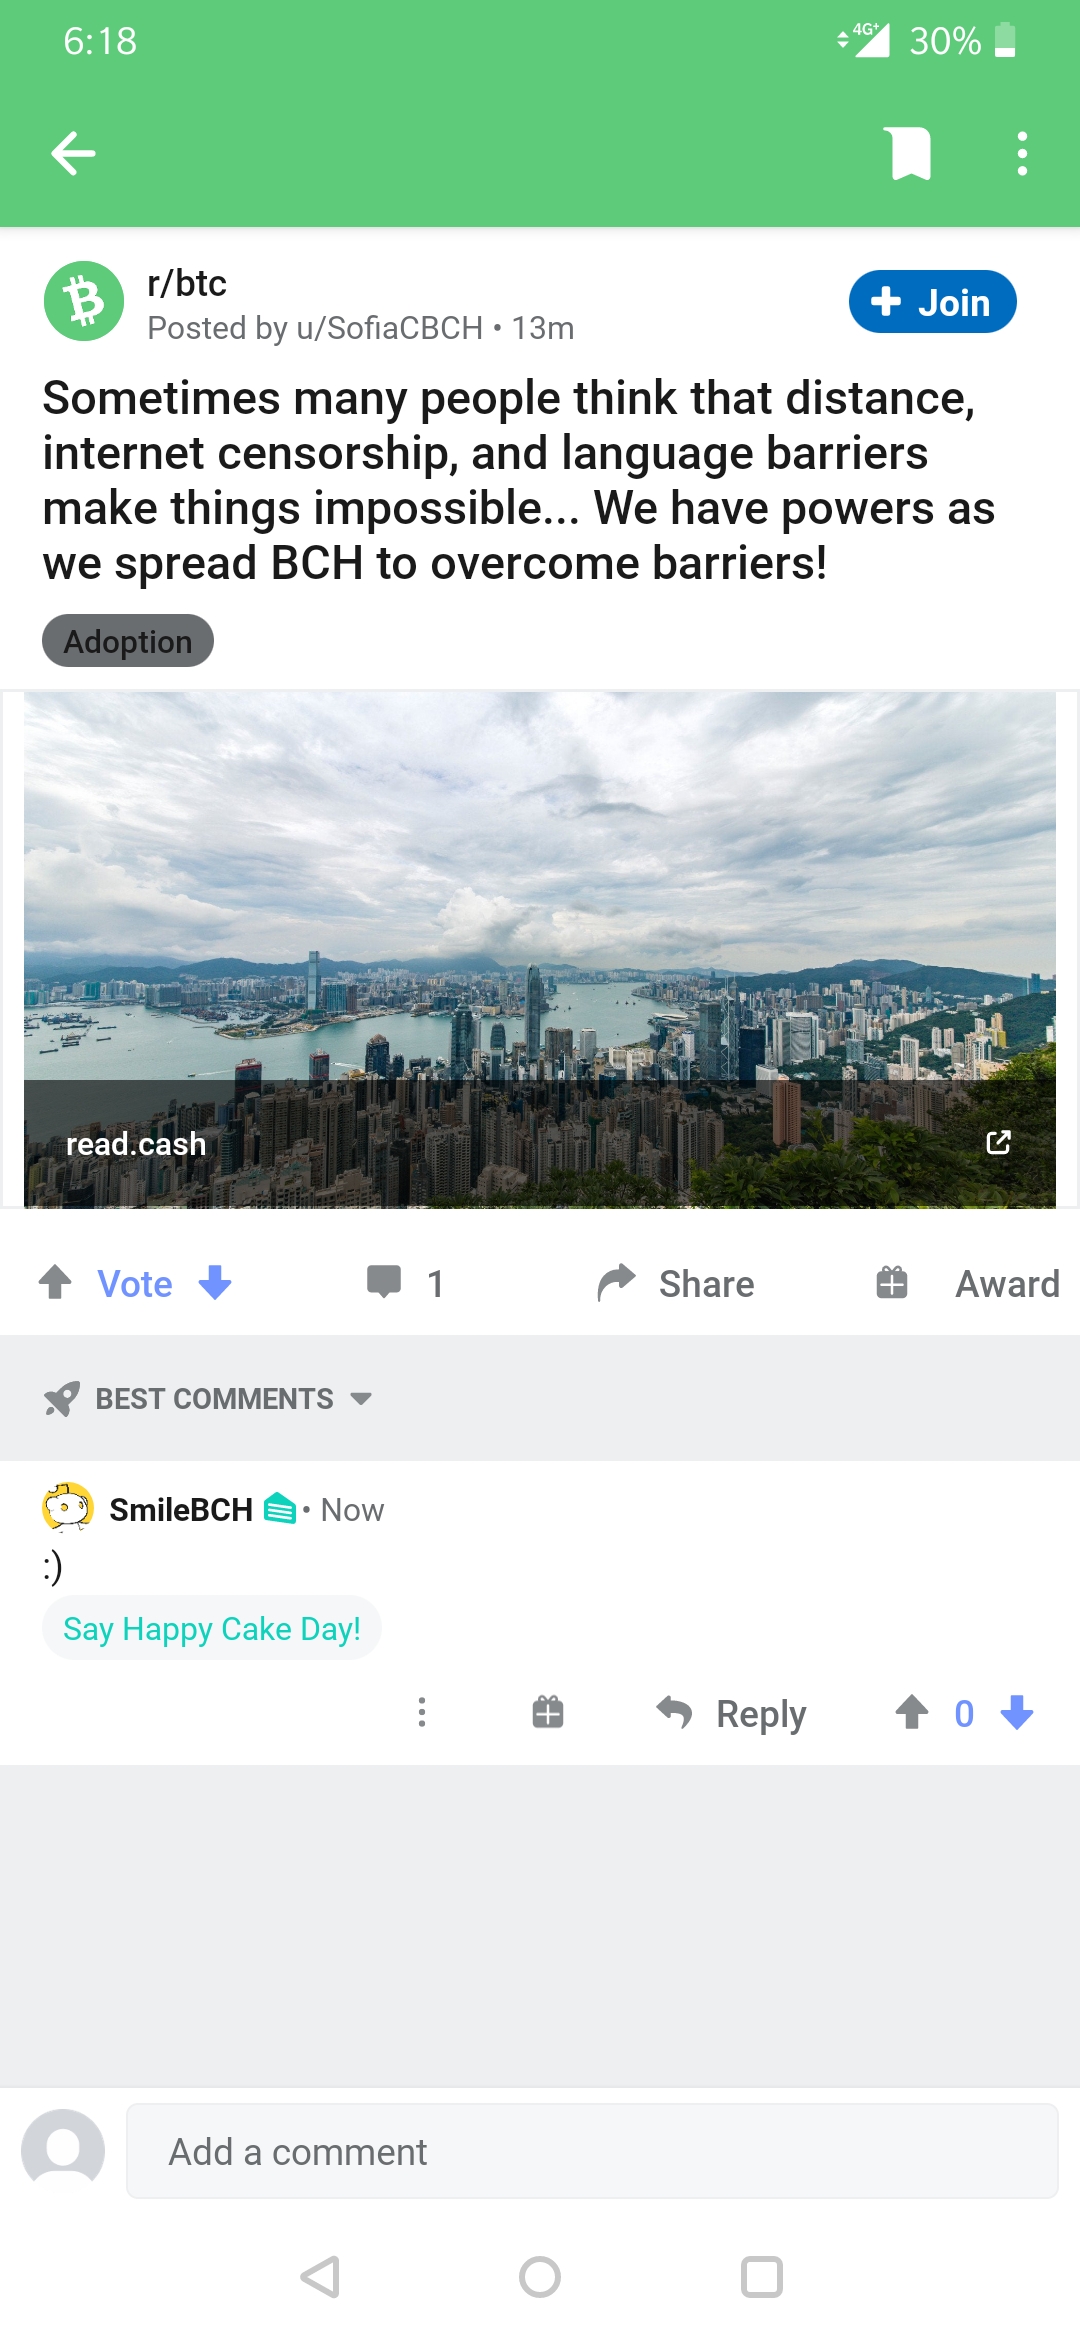 6:18
4G+ 30%
r/btc
Posted by u/SofiaCBCH • 13m
+ Join
Sometimes many people think that distance,
internet censorship, and language barriers
make things impossible... We have powers as
we spread BCH to overcome barriers!
Adoption
read.cash
Vote 1 Share Award
BEST COMMENTS
SmileBCH • Now
:)
Say Happy Cake Day!
Reply 0
Add a comment